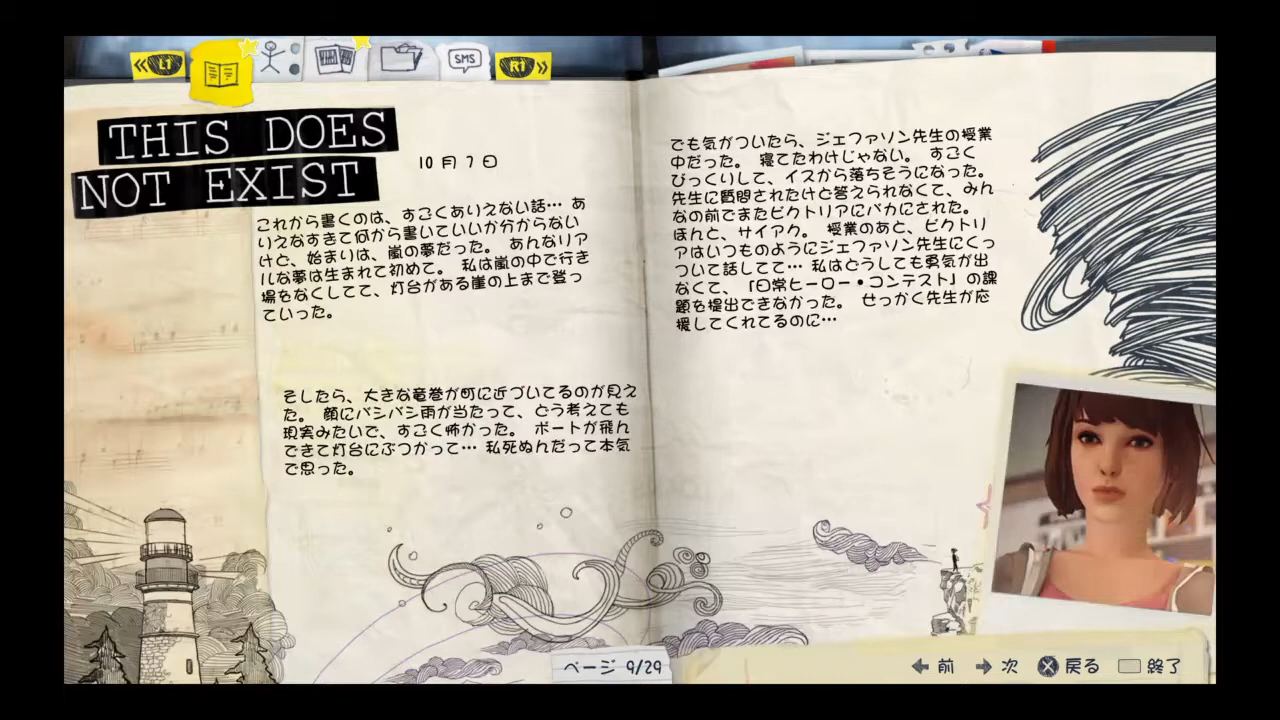 L1
SMS
R1
THIS DOES
NOT EXIST
10月7日
これから書くのは、すごくありえない話… あ
りえなすぎて何から書いていいか分からない
けど、始まりは、嵐の夢だった。 あんなリア
ルな夢は生まれて初めて。 私は嵐の中で行き
場をなくしてて、灯台がある崖の上まで登っ
ていった。
そしたら、大きな竜巻が町に近づいてるのが見え
た。 顔にバシバシ雨が当たって、どう考えても
現実みたいで、すごく怖かった。 ボートが飛ん
できて灯台にぶつかって… 私死ぬんだって本気
で思った。
でも気がついたら、ジェファソン先生の授業
中だった。 寝てたわけじゃない。 すごく
びっくりして、イスから落ちそうになった。
先生に質問されたけど答えられなくて、みん
なの前でまたビクトリアにバカにされた。
ほんと、サイアク。 授業のあと、ビクトリ
アはいつものようにジェファソン先生にくっ
ついて話してて… 私はどうしても勇気が出
なくて、「日常ヒーロー・コンテスト」の課
題を提出できなかった。 せっかく先生が応
援してくれてるのに…
ページ 9/29
前 次 戻る 終了